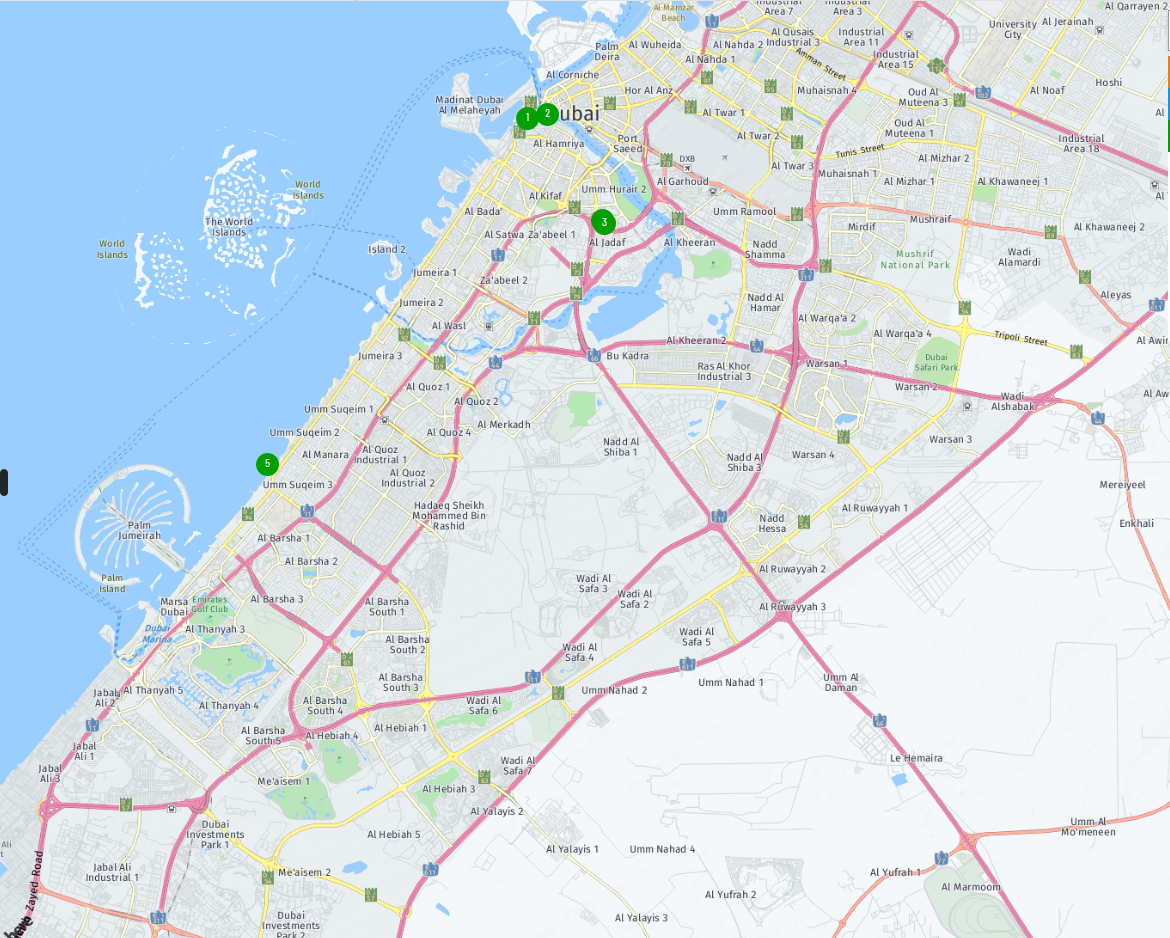 Al Mamzar
Beach
Industrial
Area 7
Industrial
Area 3
Al Qarrayen 2
University
City
Al Jerainah
Al Qusais
Industrial 3
Industrial
Area 11
Palm
Deira
Al Wuheida
Al Nahda 2
Al Nahda 1
Amman Street
Industrial
Area 15
Al Corniche
Hor Al Anz
Muhaisnah 4
Oud Al
Muteena 3
Al Noaf
Hoshi
Madinat Dubai
Al Melaheyah
1
2
Al Twar 1
Oud Al
Muteena 1
Al Hamriya
Port
Saeed
Al Twar 2
Tunis Street
Industrial
Area 18
DXB
Al Mizhar 2
Al Twar 3
Muhaisnah 1
Al Mizhar 1
Al Khawaneej 1
World
Islands
Al Kifaf
Umm Hurair 2
Al Garhoud
The World
Islands
Al Bada'
3
Umm Ramool
Mushraif
Mirdif
Al Khawaneej 2
World
Islands
Island 2
Al Satwa
Za'abeel 1
Al Jadaf
Al Kheeran
Nadd
Shamma
Mushrif
National Park
Wadi
Alamardi
Jumeira 1
Za'abeel 2
Aleyas
Jumeira 2
Nadd Al
Hamar
Al Warqa'a 2
Al Wasl
Al Warqa'a 4
Tripoli Street
Al Kheeran 2
Jumeira 3
Bu Kadra
Warsan 1
Dubai
Safari Park
Ras Al Khor
Industrial 3
Al Quoz 1
Warsan 2
Al Quoz 2
Wadi
Alshabak
Umm Suqeim 1
Al Merkadh
Umm Suqeim 2
Al Quoz 4
Warsan 3
Nadd Al
Shiba 1
Al Manara
Al Quoz
Industrial 1
Warsan 4
5
Nadd Al
Shiba 3
Umm Suqeim 3
Al Quoz
Industrial 2
Mereiyeel
Hadaeq Sheikh
Mohammed Bin
Rashid
Al Ruwayyah 1
Nadd
Hessa
Enkhali
Palm
Jumeirah
Al Barsha 1
Al Barsha 2
Al Ruwayyah 2
Palm
Island
Wadi Al
Safa 3
Wadi Al
Safa 2
Marsa
Dubai
Emirates
Golf Club
Al Barsha 3
Al Barsha
South 1
Al Ruwayyah 3
Dubai
Marina
Al Thanyah 3
Al Barsha
South 2
Wadi Al
Safa 5
Wadi Al
Safa 4
Al Barsha
South 3
Umm Nahad 2
Umm Nahad 1
Umm Al
Daman
Jabal
Ali 2
Al Thanyah 5
Al Thanyah 4
Al Barsha
South 4
Wadi Al
Safa 6
Al Hebiah 1
Al Barsha
South 5
Al Hebiah 4
Jabal
Ali 1
Le Hemaira
Jabal
Ali 3
Me'aisem 1
Wadi Al
Safa 7
Al Hebiah 3
Al Yalayis 2
Dubai
Investments
Park 1
Al Hebiah 5
Umm Al
Mo'meneen
Al Yalayis 1
Umm Nahad 4
Jabal Ali
Industrial 1
Me'aisem 2
Al Yufrah 1
Al Marmoom
Al Yufrah 2
Zayed Road
Al Yalayis 3
Dubai
Investments
Park 2